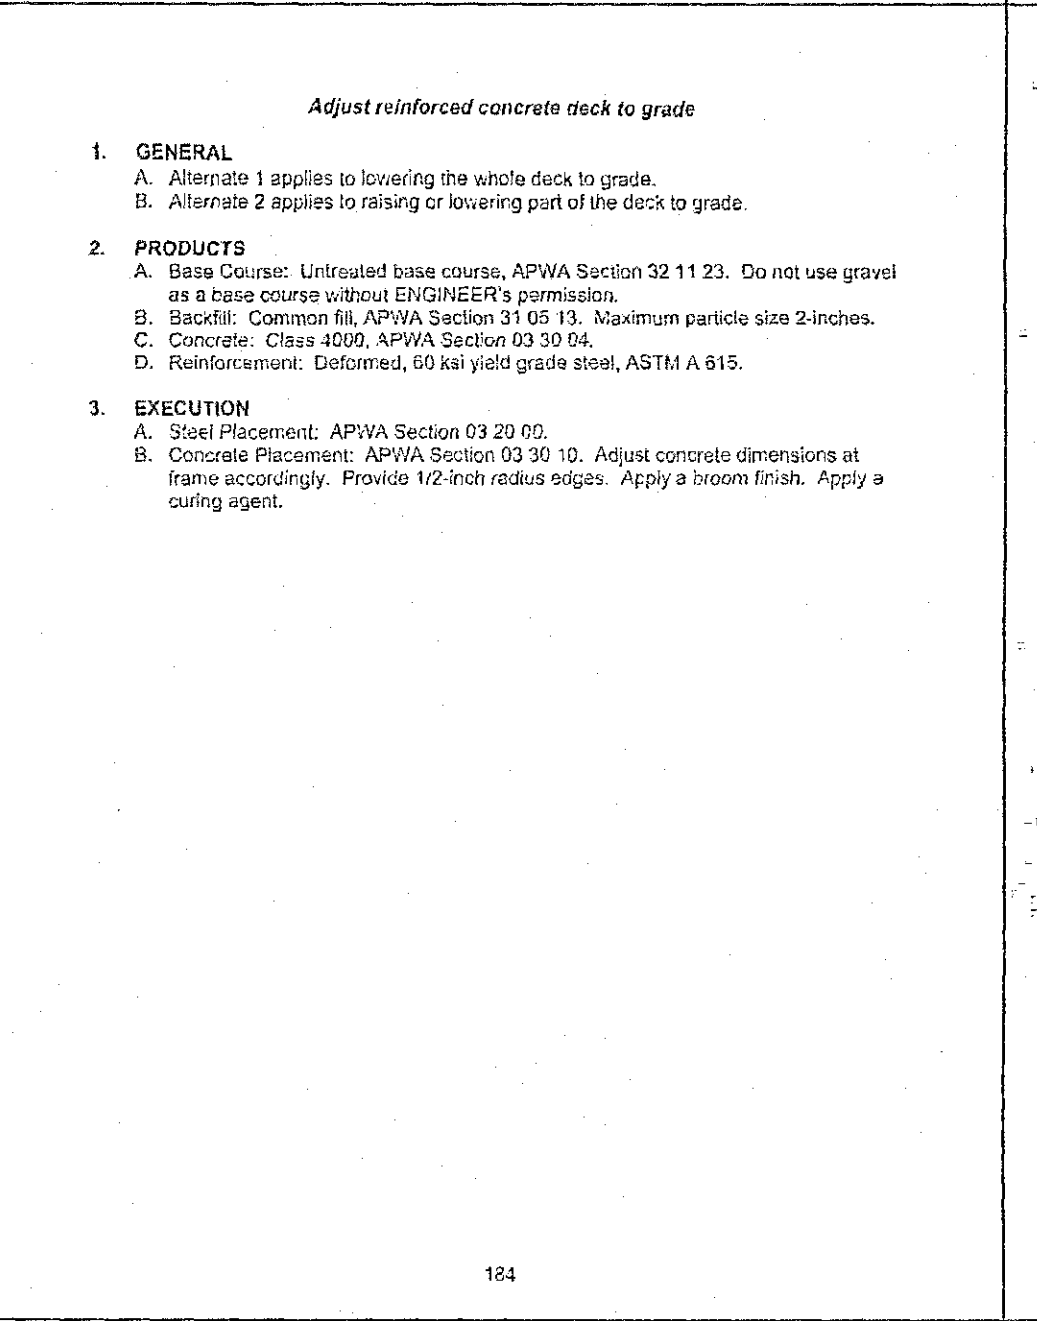 Adjust reinforced concrete deck to grade
1. GENERAL
A. Alternate 1 applies to lowering the whole deck to grade.
B. Alternate 2 applies to raising or lowering part of the deck to grade.
2. PRODUCTS
A. Base Course: Untreated base course, APWA Section 32 11 23. Do not use gravel
as a base course without ENGINEER's permission.
B. Backfill: Common fill, APWA Section 31 05 13. Maximum particle size 2-inches.
C. Concrete: Class 4000, APWA Section 03 30 04.
D. Reinforcement: Deformed, 60 ksi yield grade steel, ASTM A 615.
3. EXECUTION
A. Steel Placement: APWA Section 03 20 00.
B. Concrete Placement: APWA Section 03 30 10. Adjust concrete dimensions at
frame accordingly. Provide 1/2-inch radius edges. Apply a broom finish. Apply a
curing agent.
184